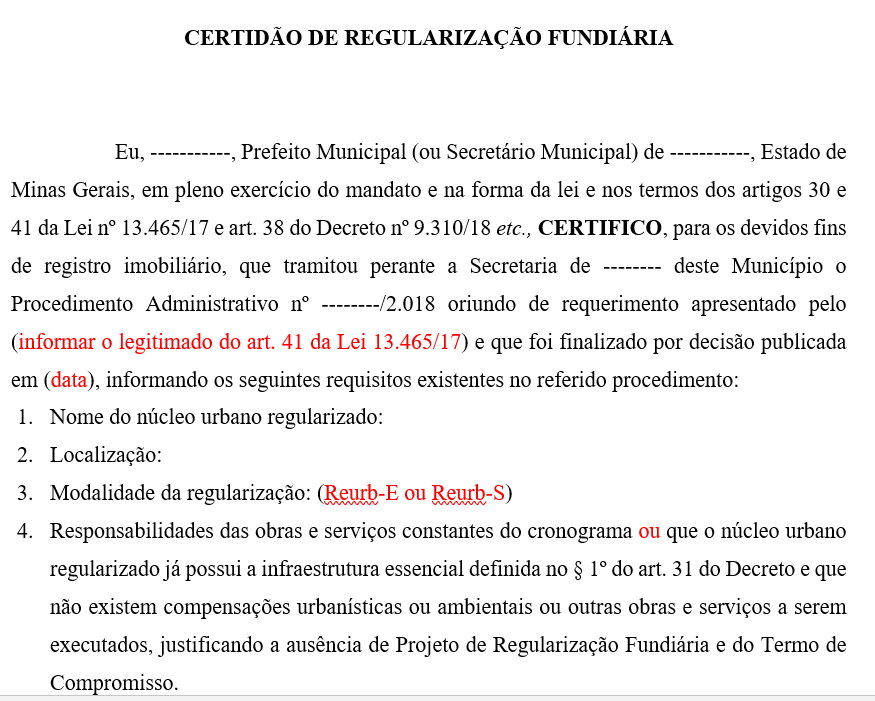 CERTIDÃO DE REGULARIZAÇÃO FUNDIÁRIA
Eu, -----------, Prefeito Municipal (ou Secretário Municipal) de -----------, Estado de
Minas Gerais, em pleno exercício do mandato e na forma da lei e nos termos dos artigos 30 e
41 da Lei nº 13.465/17 e art. 38 do Decreto nº 9.310/18 etc., CERTIFICO, para os devidos fins
de registro imobiliário, que tramitou perante a Secretaria de -------- deste Município o
Procedimento Administrativo nº --------/2.018 oriundo de requerimento apresentado pelo
(informar o legitimado do art. 41 da Lei 13.465/17) e que foi finalizado por decisão publicada
em (data), informando os seguintes requisitos existentes no referido procedimento:
1. Nome do núcleo urbano regularizado:
2. Localização:
3. Modalidade da regularização: (Reurb-E ou Reurb-S)
4. Responsabilidades das obras e serviços constantes do cronograma ou que o núcleo urbano
regularizado já possui a infraestrutura essencial definida no § 1º do art. 31 do Decreto e que
não existem compensações urbanísticas ou ambientais ou outras obras e serviços a serem
executados, justificando a ausência de Projeto de Regularização Fundiária e do Termo de
Compromisso.